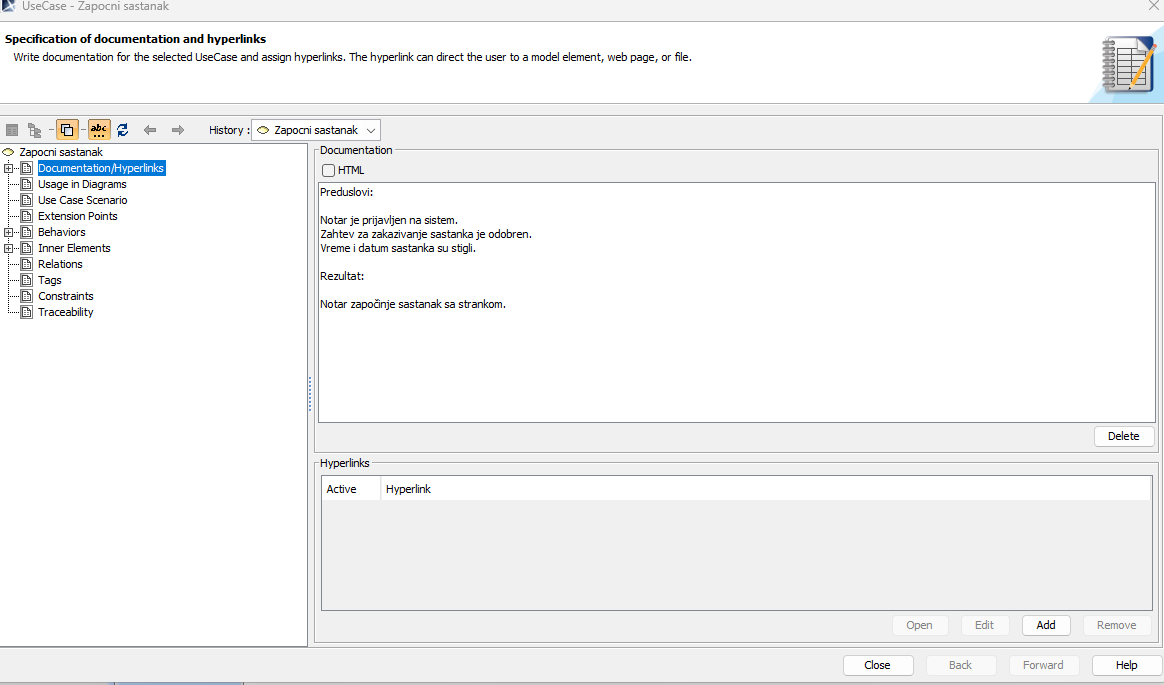 UseCase - Zapocni sastanak
Specification of documentation and hyperlinks
Write documentation for the selected UseCase and assign hyperlinks. The hyperlink can direct the user to a model element, web page, or file.
abc
History :
Zapocni sastanak
Zapocni sastanak
Documentation/Hyperlinks
Usage in Diagrams
Use Case Scenario
Extension Points
Behaviors
Inner Elements
Relations
Tags
Constraints
Traceability
Documentation
HTML
Preduslovi:
Notar je prijavljen na sistem.
Zahtev za zakazivanje sastanka je odobren.
Vreme i datum sastanka su stigli.
Rezultat:
Notar započinje sastanak sa strankom.
Delete
Hyperlinks
Active Hyperlink
Open Edit Add Remove
Close Back Forward Help